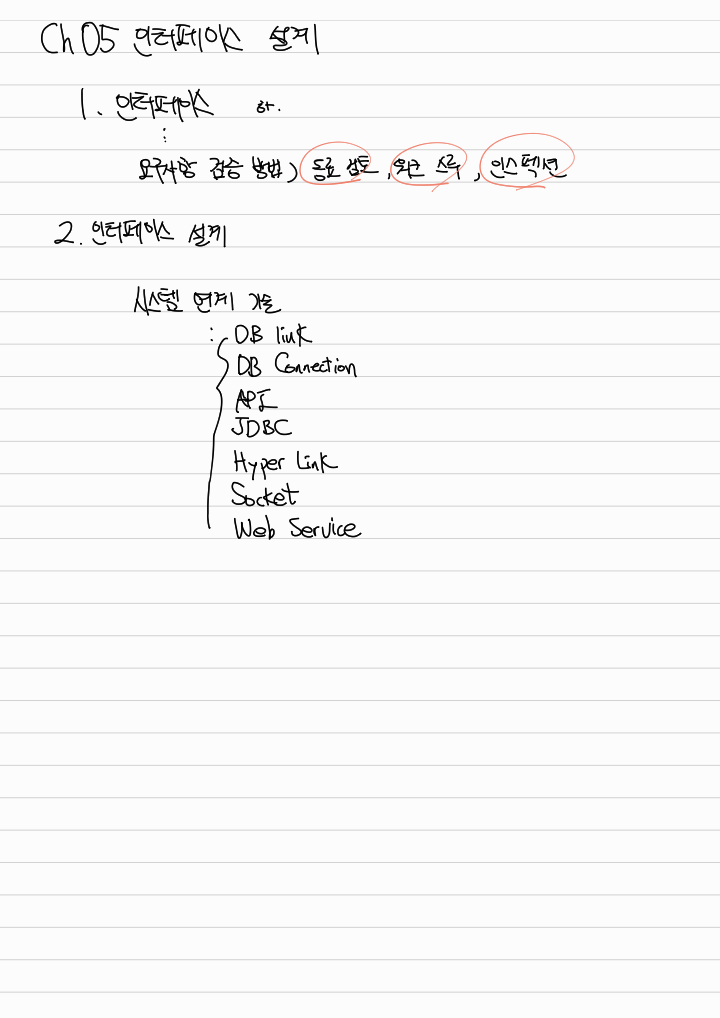 Ch 05 인터페이스 설계
1. 인터페이스
⋮
요구사항 검증 방법) 동료 검토, 워크 스루, 인스펙션
2. 인터페이스 설계
시스템 연계 기술
: DB link
DB Connection
API
JDBC
Hyper Link
Socket
Web Service